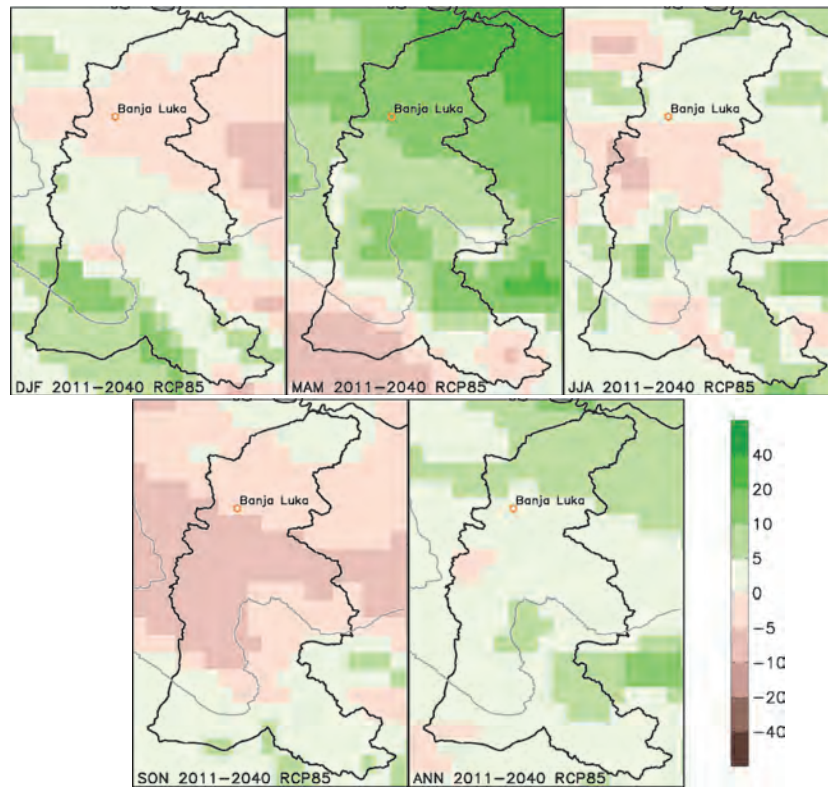 Banja Luka
DJF 2011-2040 RCP85
Banja Luka
MAM 2011-2040 RCP85
Banja Luka
JJA 2011-2040 RCP85
Banja Luka
SON 2011-2040 RCP85
Banja Luka
ANN 2011-2040 RCP85
40
20
10
5
0
-5
-10
-20
-40